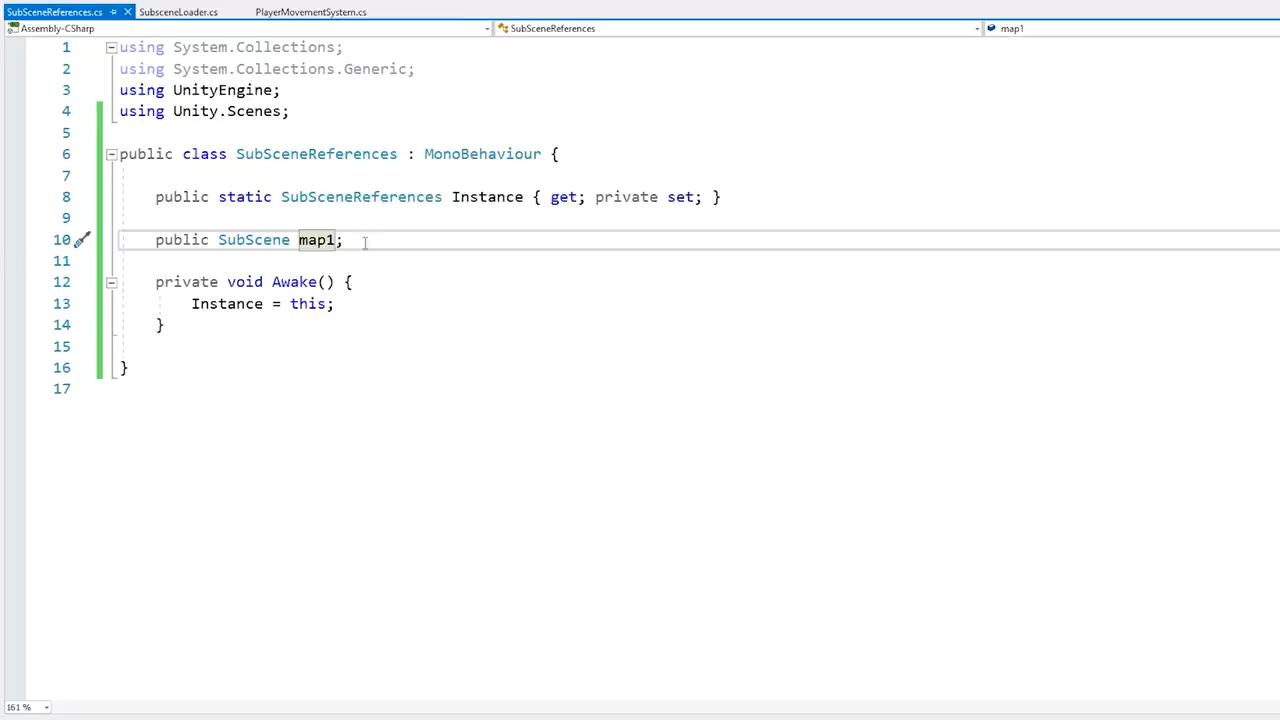 SubSceneReferences.cs SubsceneLoader.cs PlayerMovementSystem.cs
Assembly-CSharp SubSceneReferences map1
1 using System.Collections;
2 using System.Collections.Generic;
3 using UnityEngine;
4 using Unity.Scenes;
5
6 public class SubSceneReferences : MonoBehaviour {
7
8 public static SubSceneReferences Instance { get; private set; }
9
10 public SubScene map1;
11
12 private void Awake() {
13 Instance = this;
14 }
15
16 }
17
161 %